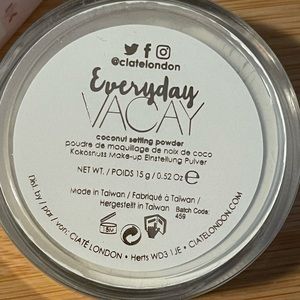 @ciatelondon
Everyday
VACAY
coconut setting powder
poudre de maquillage de noix de coco
Kokosnuss Make-up Einstellung Pulver
NET WT. / POIDS 15 g / 0.52 Oz e
Made in Taiwan / Fabriqué à Taiwan /
Hergestellt in Taiwan
Batch Code:
459
Dist. by / par / von: CIATÉ LONDON • Herts WD3 1JE • CIATELONDON.COM